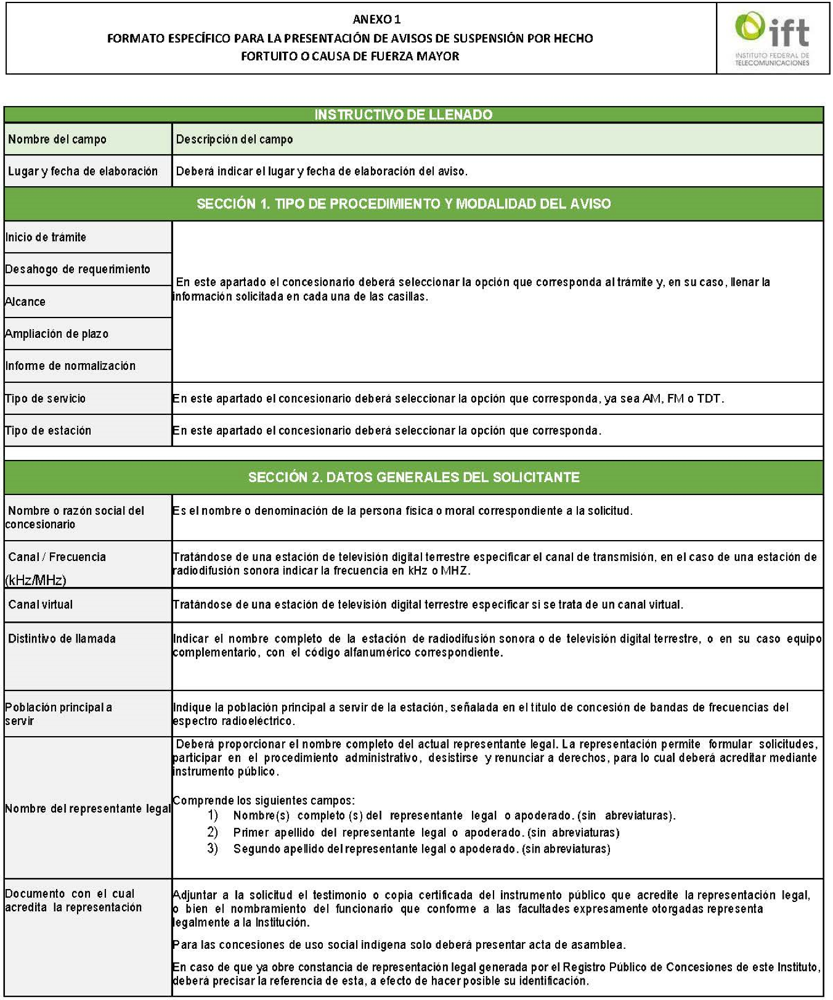 ANEXO 1
FORMATO ESPECÍFICO PARA LA PRESENTACIÓN DE AVISOS DE SUSPENSIÓN POR HECHO
FORTUITO O CAUSA DE FUERZA MAYOR
ift
INSTITUTO FEDERAL DE
TELECOMUNICACIONES
INSTRUCTIVO DE LLENADO
Nombre del campo
Descripción del campo
Lugar y fecha de elaboración
Deberá indicar el lugar y fecha de elaboración del aviso.
SECCIÓN 1. TIPO DE PROCEDIMIENTO Y MODALIDAD DEL AVISO
Inicio de trámite
Desahogo de requerimiento
Alcance
Ampliación de plazo
Informe de normalización
En este apartado el concesionario deberá seleccionar la opción que corresponda al trámite y, en su caso, llenar la
información solicitada en cada una de las casillas.
Tipo de servicio
En este apartado el concesionario deberá seleccionar la opción que corresponda, ya sea AM, FM o TDT.
Tipo de estación
En este apartado el concesionario deberá seleccionar la opción que corresponda.
SECCIÓN 2. DATOS GENERALES DEL SOLICITANTE
Nombre o razón social del
concesionario
Es el nombre o denominación de la persona física o moral correspondiente a la solicitud.
Canal / Frecuencia
(kHz/MHz)
Tratándose de una estación de televisión digital terrestre especificar el canal de transmisión, en el caso de una estación de
radiodifusión sonora indicar la frecuencia en kHz o MHZ.
Canal virtual
Tratándose de una estación de televisión digital terrestre especificar si se trata de un canal virtual.
Distintivo de llamada
Indicar el nombre completo de la estación de radiodifusión sonora o de televisión digital terrestre, o en su caso equipo
complementario, con el código alfanumérico correspondiente.
Población principal a
servir
Indique la población principal a servir de la estación, señalada en el título de concesión de bandas de frecuencias del
espectro radioeléctrico.
Nombre del representante legal
Deberá proporcionar el nombre completo del actual representante legal. La representación permite formular solicitudes,
participar en el procedimiento administrativo, desistirse y renunciar a derechos, para lo cual deberá acreditar mediante
instrumento público.
Comprende los siguientes campos:
1) Nombre(s) completo (s) del representante legal o apoderado. (sin abreviaturas).
2) Primer apellido del representante legal o apoderado. (sin abreviaturas)
3) Segundo apellido del representante legal o apoderado. (sin abreviaturas)
Documento con el cual
acredita la representación
Adjuntar a la solicitud el testimonio o copia certificada del instrumento público que acredite la representación legal,
o bien el nombramiento del funcionario que conforme a las facultades expresamente otorgadas representa
legalmente a la Institución.
Para las concesiones de uso social indígena solo deberá presentar acta de asamblea.
En caso de que ya obre constancia de representación legal generada por el Registro Público de Concesiones de este Instituto,
deberá precisar la referencia de esta, a efecto de hacer posible su identificación.